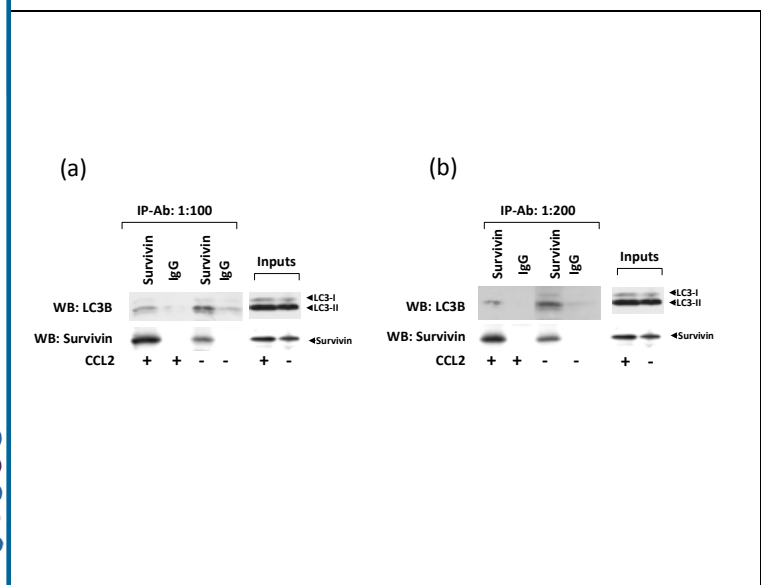 (a)
IP-Ab: 1:100
Survivin
IgG
Survivin
IgG
Inputs
WB: LC3B
◄LC3-I
◄LC3-II
WB: Survivin
◄Survivin
CCL2 + + - - + -
(b)
IP-Ab: 1:200
Survivin
IgG
Survivin
IgG
Inputs
WB: LC3B
◄LC3-I
◄LC3-II
WB: Survivin
◄Survivin
CCL2 + + - - + -